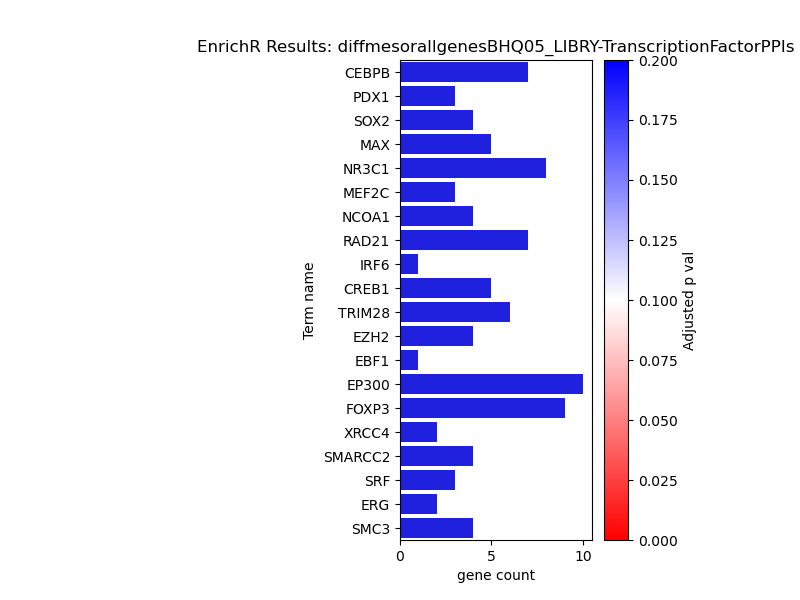 EnrichR Results: diffmesorallgenesBHQ05_LIBRY-TranscriptionFactorPPIs
CEBPB
PDX1
SOX2
MAX
NR3C1
MEF2C
NCOA1
RAD21
IRF6
CREB1
TRIM28
EZH2
EBF1
EP300
FOXP3
XRCC4
SMARCC2
SRF
ERG
SMC3
Term name
0 5 10
gene count
0.200
0.175
0.150
0.125
0.100
0.075
0.050
0.025
0.000
Adjusted p val